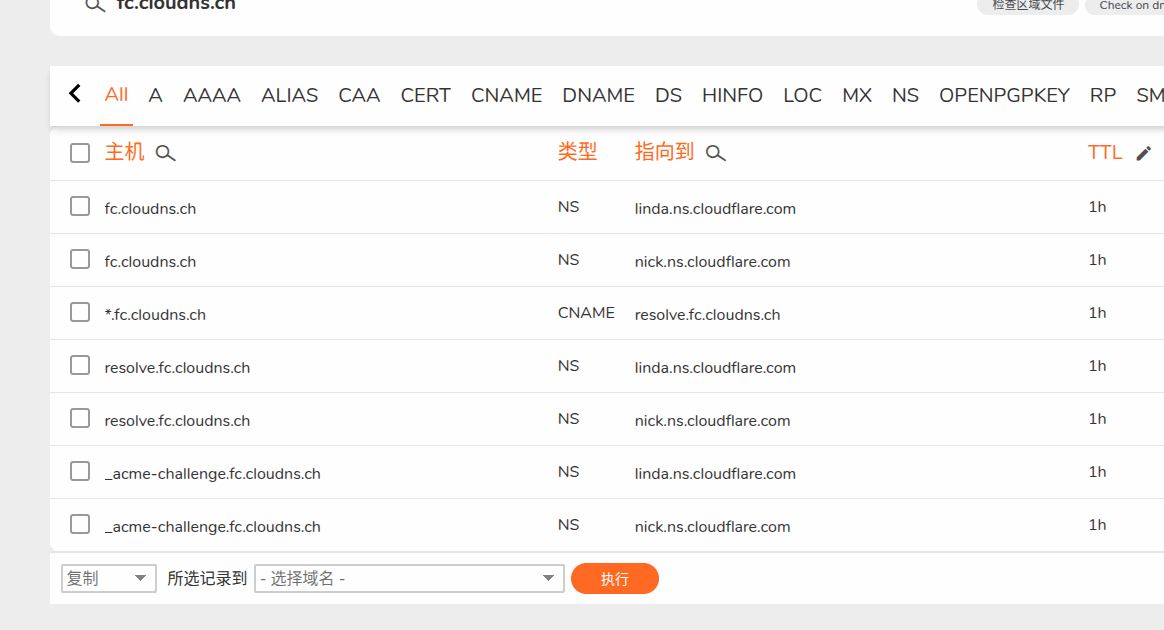 fc.cloudns.ch 检查区域文件 Check on dn
All A AAAA ALIAS CAA CERT CNAME DNAME DS HINFO LOC MX NS OPENPGPKEY RP SM
主机 类型 指向到 TTL
fc.cloudns.ch NS linda.ns.cloudflare.com 1h
fc.cloudns.ch NS nick.ns.cloudflare.com 1h
*.fc.cloudns.ch CNAME resolve.fc.cloudns.ch 1h
resolve.fc.cloudns.ch NS linda.ns.cloudflare.com 1h
resolve.fc.cloudns.ch NS nick.ns.cloudflare.com 1h
_acme-challenge.fc.cloudns.ch NS linda.ns.cloudflare.com 1h
_acme-challenge.fc.cloudns.ch NS nick.ns.cloudflare.com 1h
复制 所选记录到 - 选择域名 - 执行